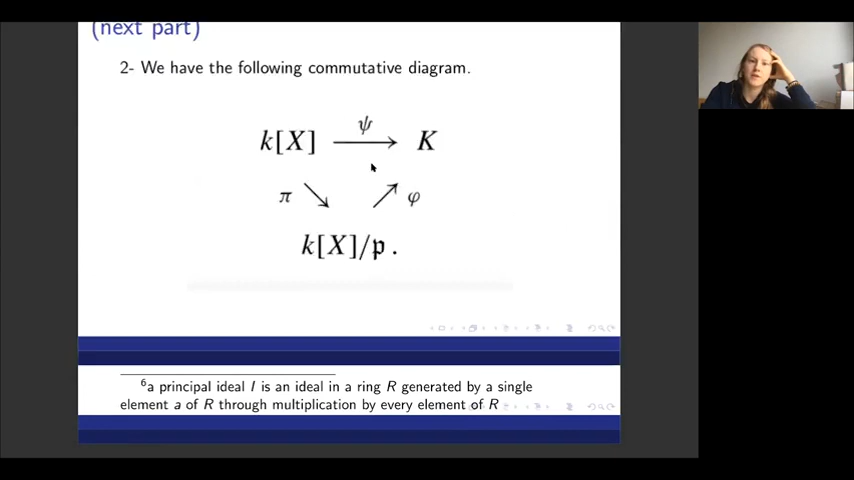 (next part)
2- We have the following commutative diagram.
ψ
k[X] ⟶ K
π ↘ ↗ φ
k[X]/𝔭 .
⁶a principal ideal I is an ideal in a ring R generated by a single
element a of R through multiplication by every element of R